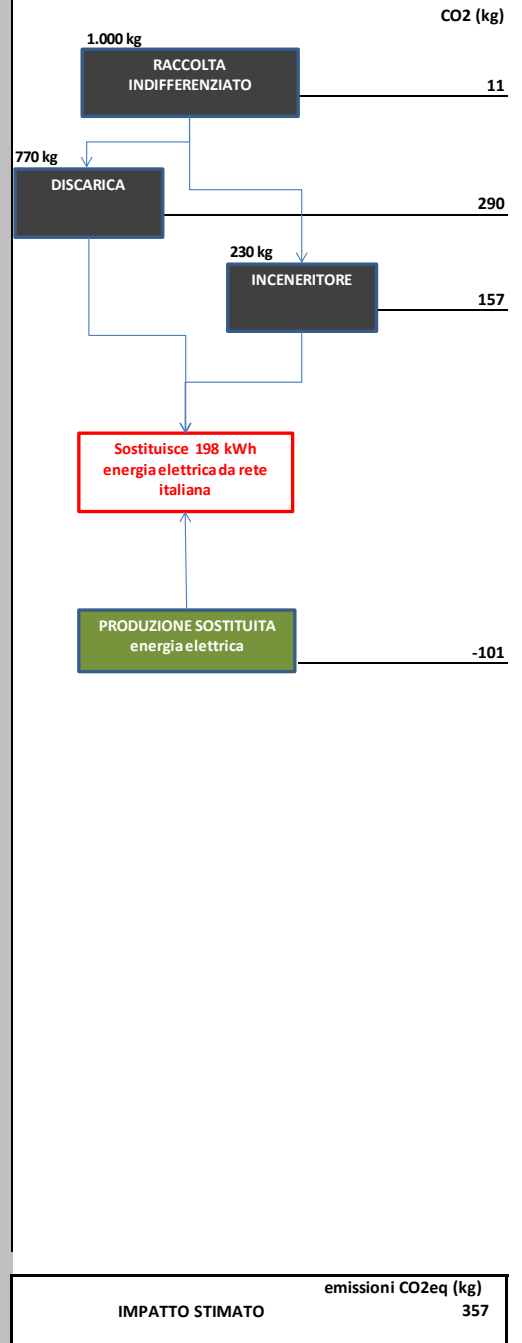 CO2 (kg)
1.000 kg
RACCOLTA
INDIFFERENZIATO
11
770 kg
DISCARICA
290
230 kg
INCENERITORE
157
Sostituisce 198 kWh
energia elettrica da rete
italiana
PRODUZIONE SOSTITUITA
energia elettrica
-101
emissioni CO2eq (kg)
IMPATTO STIMATO 357